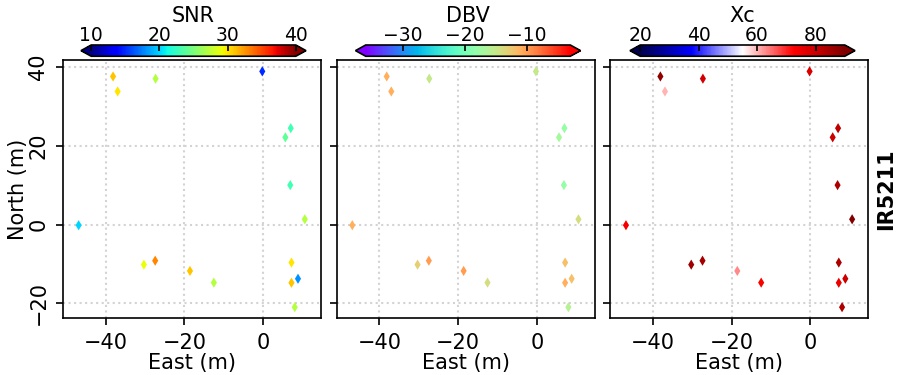 SNR DBV Xc
10 20 30 40 −30 −20 −10 20 40 60 80
40
20
0
−20
North (m)
IR5211
−40 −20 0 −40 −20 0 −40 −20 0
East (m) East (m) East (m)